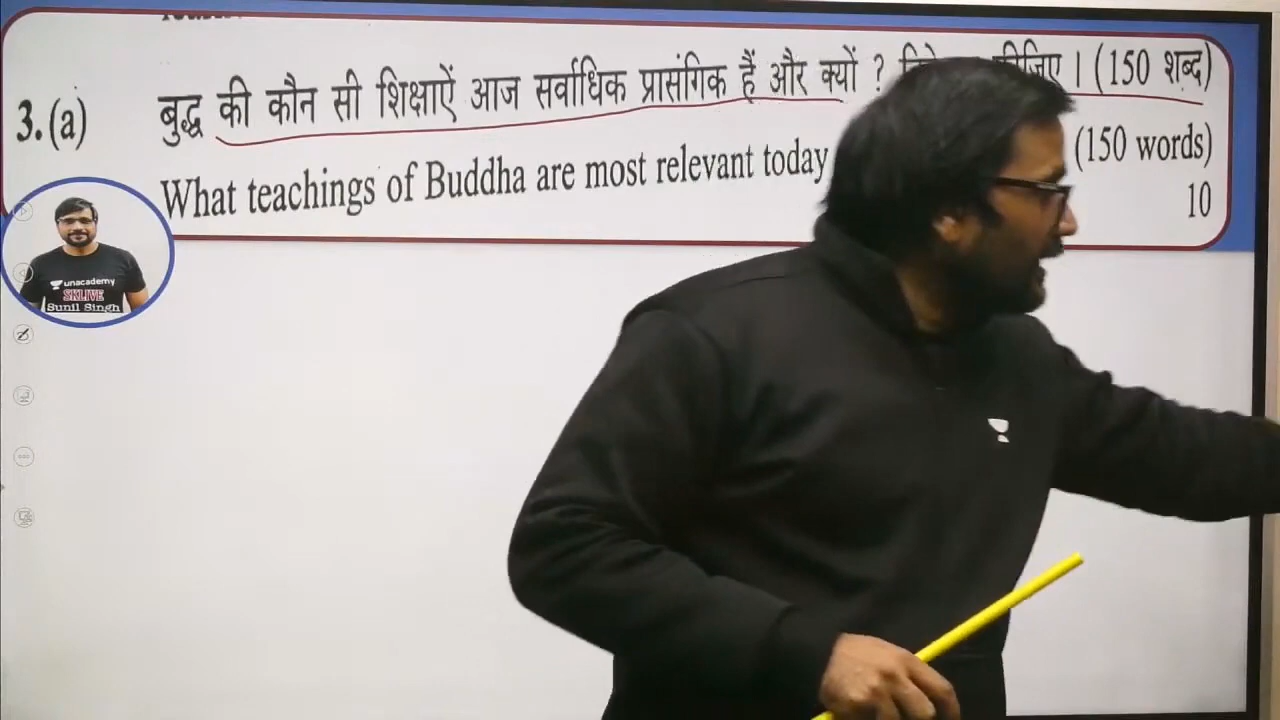 3.(a) बुद्ध की कौन सी शिक्षाऐं आज सर्वाधिक प्रासंगिक हैं और क्यों ? कीजिए । (150 शब्द)
What teachings of Buddha are most relevant today (150 words)
10
unacademy
SKLIVE
Sunil Singh